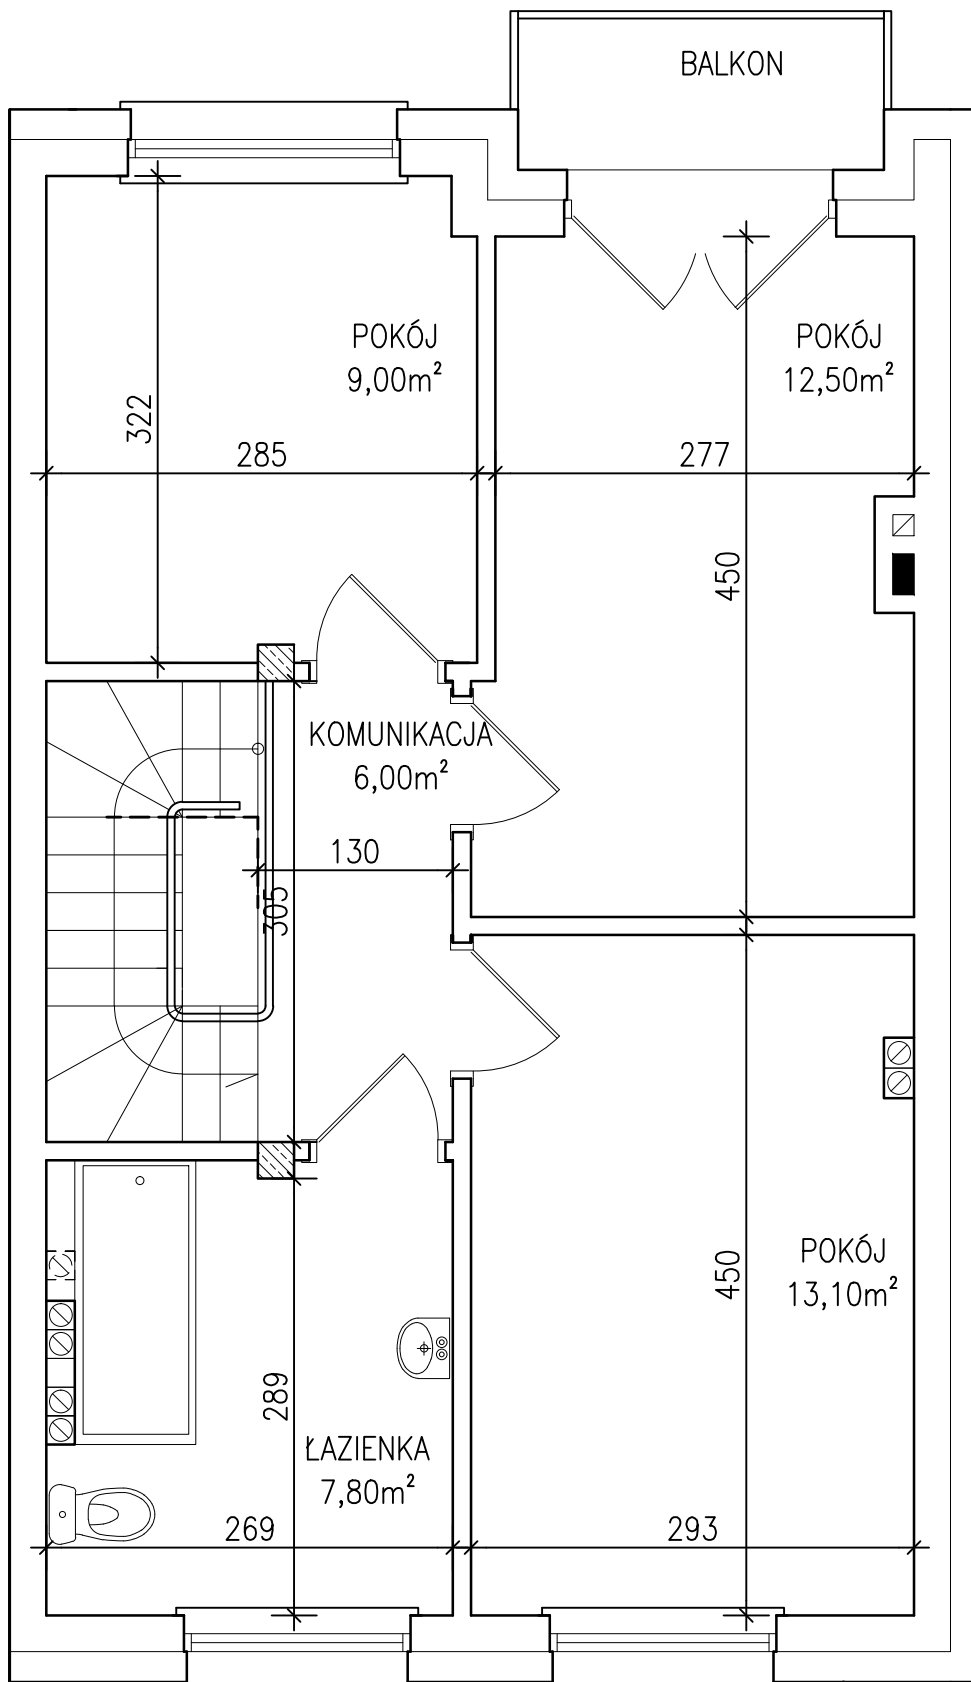 BALKON
POKÓJ
9,00m²
POKÓJ
12,50m²
322
285
277
450
KOMUNIKACJA
6,00m²
130
305
POKÓJ
13,10m²
450
289
ŁAZIENKA
7,80m²
269
293